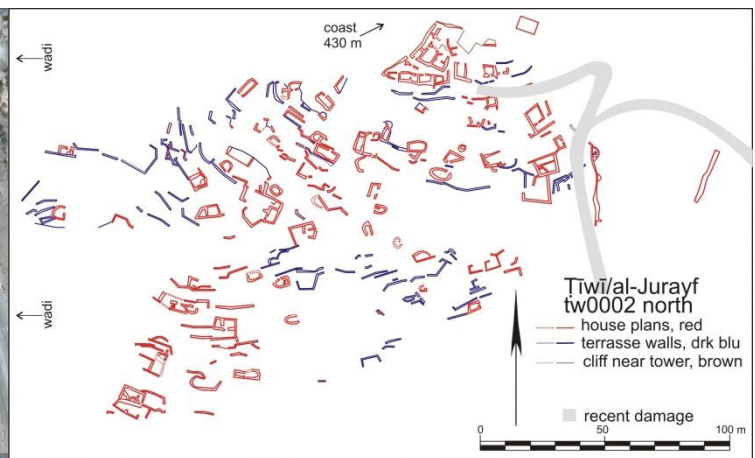 coast
430 m
wadi
wadi
Ṭīwī/al-Jurayf
tw0002 north
house plans, red
terrasse walls, drk blu
cliff near tower, brown
recent damage
0 50 100 m